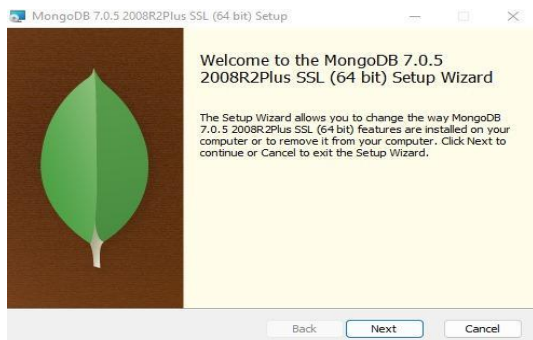 MongoDB 7.0.5 2008R2Plus SSL (64 bit) Setup
Welcome to the MongoDB 7.0.5
2008R2Plus SSL (64 bit) Setup Wizard
The Setup Wizard allows you to change the way MongoDB
7.0.5 2008R2Plus SSL (64 bit) features are installed on your
computer or to remove it from your computer. Click Next to
continue or Cancel to exit the Setup Wizard.
Back Next Cancel